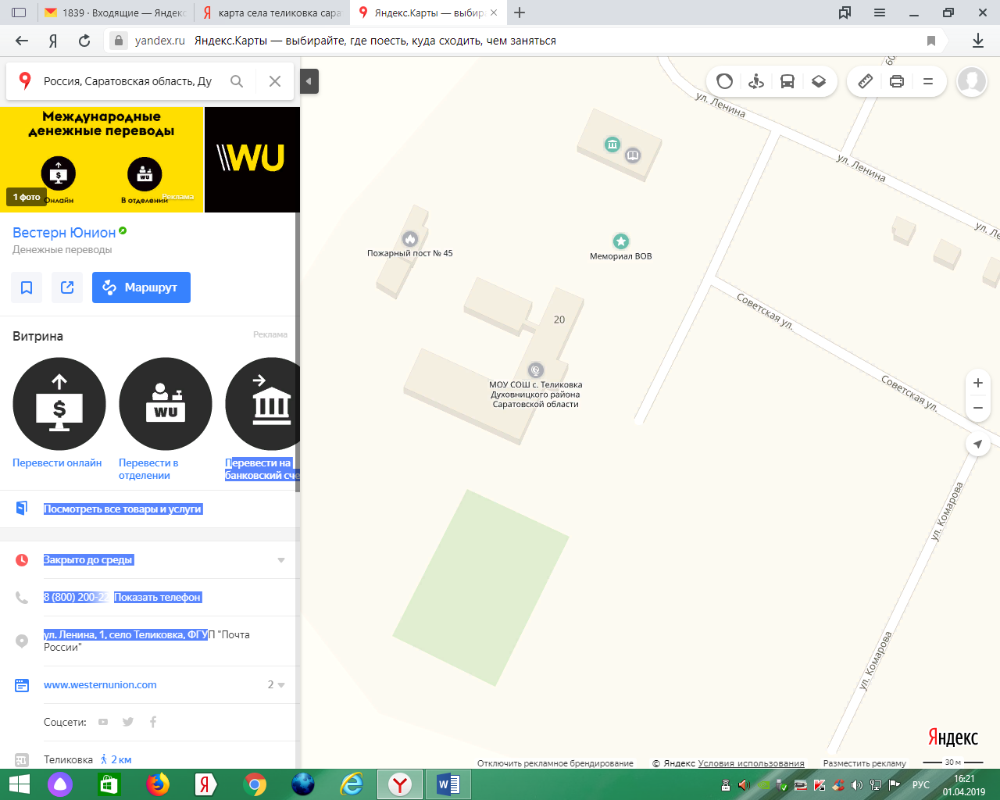 1839 · Входящие — Яндекс
карта села теликовка сара
Яндекс.Карты — выбира
yandex.ru
Яндекс.Карты — выбирайте, где поесть, куда сходить, чем заняться
Россия, Саратовская область, Ду
Международные
денежные переводы
WU
Онлайн
В отделении
Реклама
1 фото
Вестерн Юнион
Денежные переводы
Маршрут
Витрина
Реклама
WU
Перевести онлайн
Перевести в
отделении
Перевести на
банковский сче
Посмотреть все товары и услуги
Закрыто до среды
8 (800) 200-22
Показать телефон
ул. Ленина, 1, село Теликовка, ФГУП "Почта
России"
www.westernunion.com
2
Соцсети:
Теликовка
2 км
ул. Ленина
ул. Ленина
ул. Ле
Пожарный пост № 45
Мемориал ВОВ
Советская ул.
20
МОУ СОШ с. Теликовка
Духовницкого района
Саратовской области
Советская ул.
ул. Комарова
ул. Комарова
Яндекс
Отключить рекламное брендирование
© Яндекс Условия использования
Разместить рекламу
30 м
РУС
16:21
01.04.2019